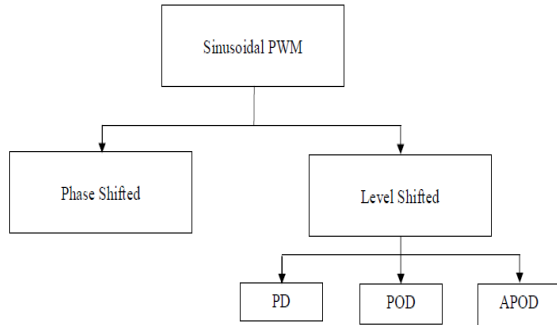 Sinusoidal PWM
Phase Shifted
Level Shifted
PD
POD
APOD